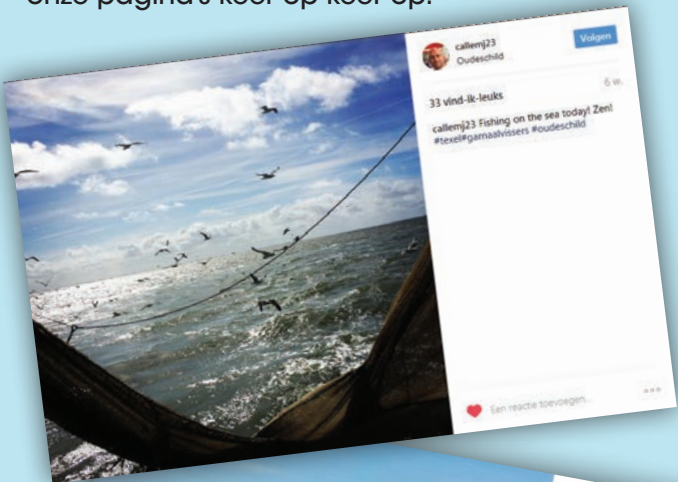 onze pagina's keer op keer op.
callemj23
Oudeschild
Volgen
33 vind-ik-leuks
6 w.
callemj23 Fishing on the sea today! Zen!
#texel#garnaalvissers #oudeschild
Een reactie toevoegen...